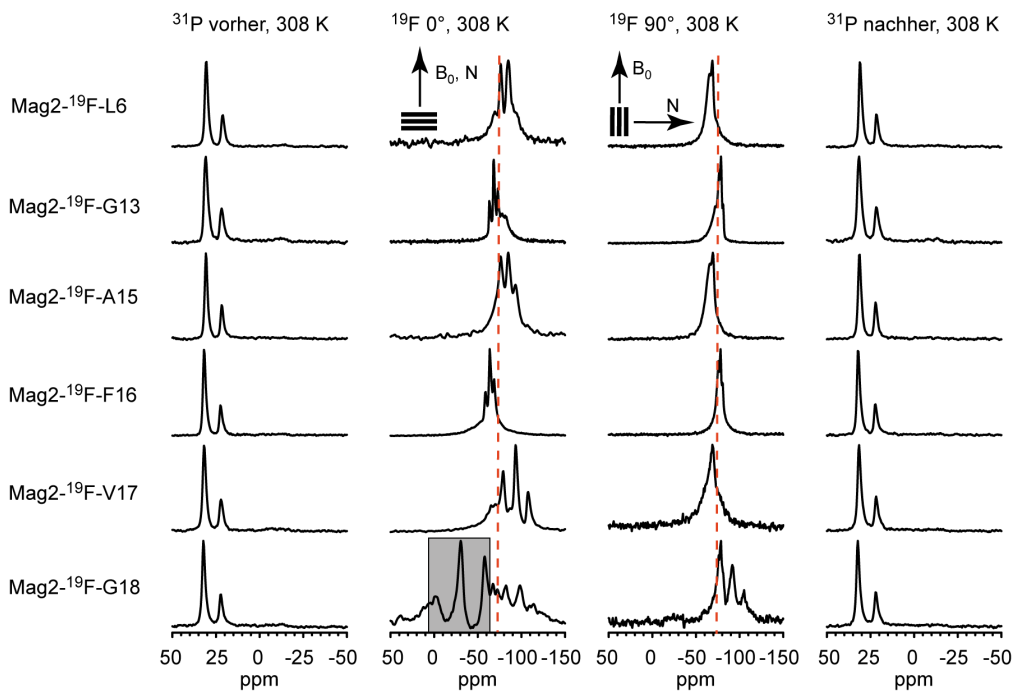 ³¹P vorher, 308 K
¹⁹F 0°, 308 K
¹⁹F 90°, 308 K
³¹P nachher, 308 K
B₀, N
B₀
N
Mag2-¹⁹F-L6
Mag2-¹⁹F-G13
Mag2-¹⁹F-A15
Mag2-¹⁹F-F16
Mag2-¹⁹F-V17
Mag2-¹⁹F-G18
50 25 0 -25 -50
50 0 -50 -100 -150
50 0 -50 -100 -150
50 25 0 -25 -50
ppm
ppm
ppm
ppm